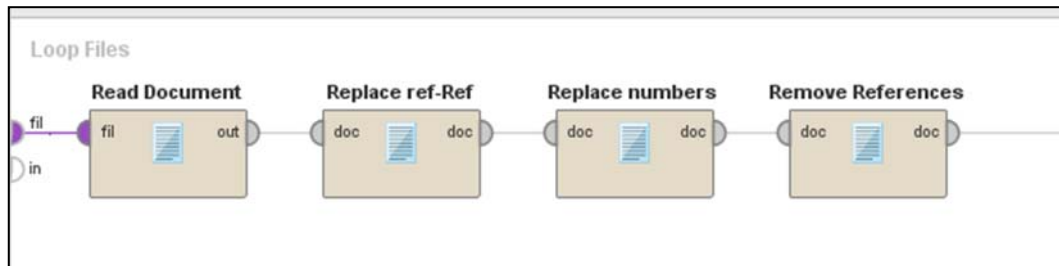 Loop Files
Read Document Replace ref-Ref Replace numbers Remove References
fil fil out doc doc doc doc doc doc
in